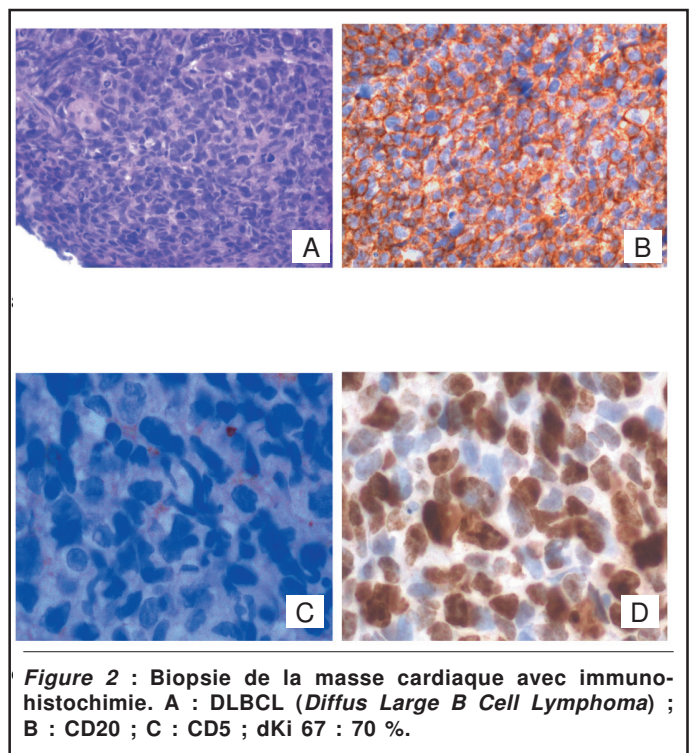 A
B
C
D
Figure 2 : Biopsie de la masse cardiaque avec immuno-
histochimie. A : DLBCL (Diffus Large B Cell Lymphoma) ;
B : CD20 ; C : CD5 ; dKi 67 : 70 %.